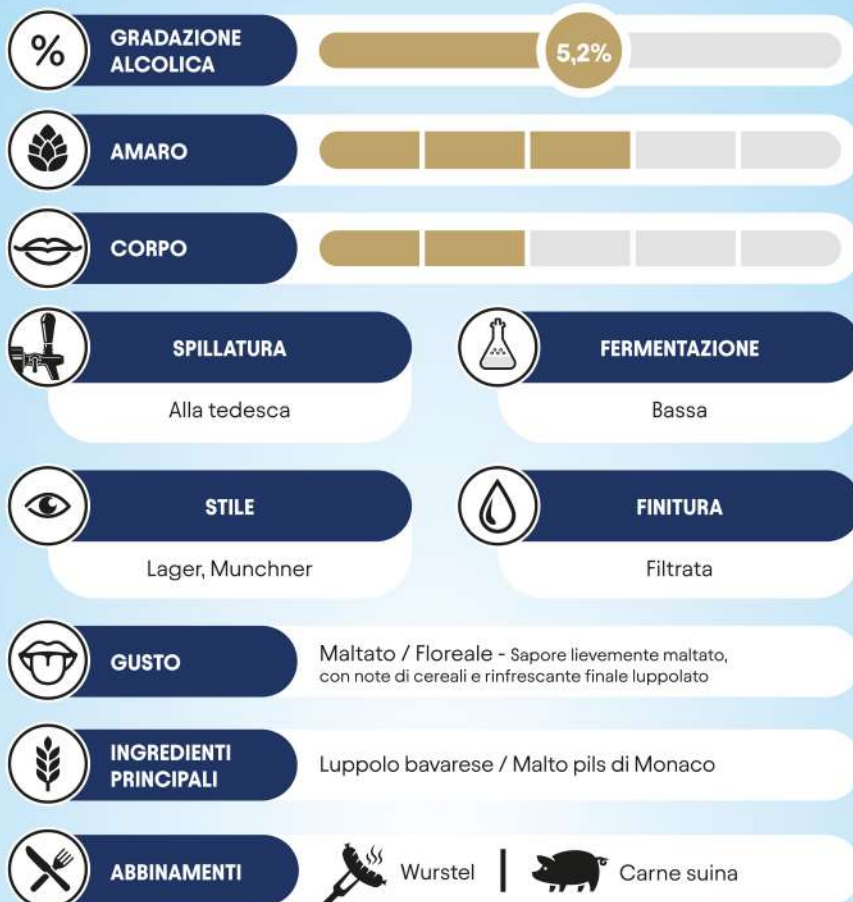 %
GRADAZIONE
ALCOLICA
5,2%
AMARO
CORPO
SPILLATURA
Alla tedesca
FERMENTAZIONE
Bassa
STILE
Lager, Munchner
FINITURA
Filtrata
GUSTO
Maltato / Floreale - Sapore lievemente maltato,
con note di cereali e rinfrescante finale luppolato
INGREDIENTI
PRINCIPALI
Luppolo bavarese / Malto pils di Monaco
ABBINAMENTI
Wurstel | Carne suina